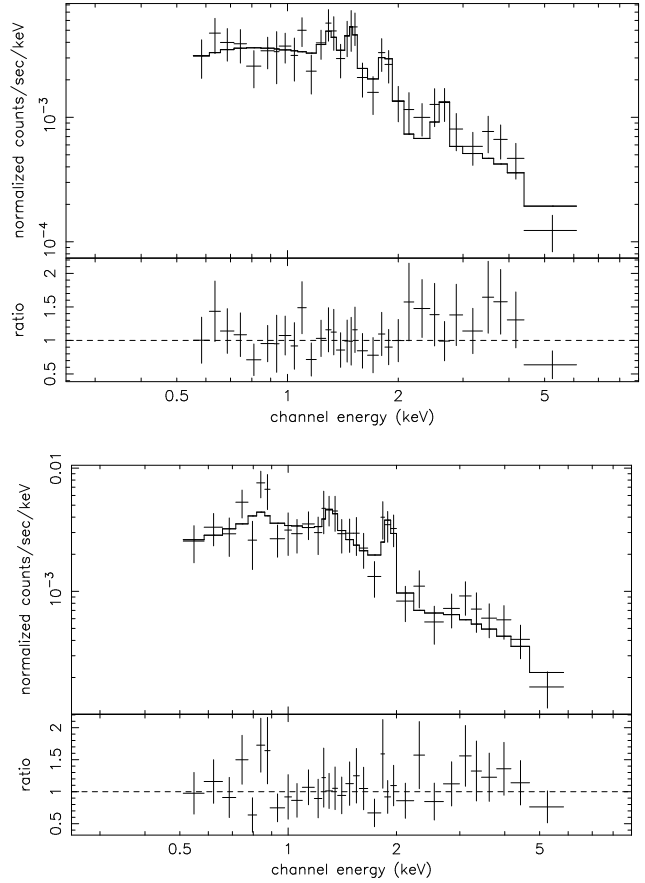 normalized counts/sec/keV
10⁻³
10⁻⁴
ratio
2
1.5
1
0.5
0.5 1 2 5
channel energy (keV)
normalized counts/sec/keV
0.01
10⁻³
ratio
2
1.5
1
0.5
0.5 1 2 5
channel energy (keV)